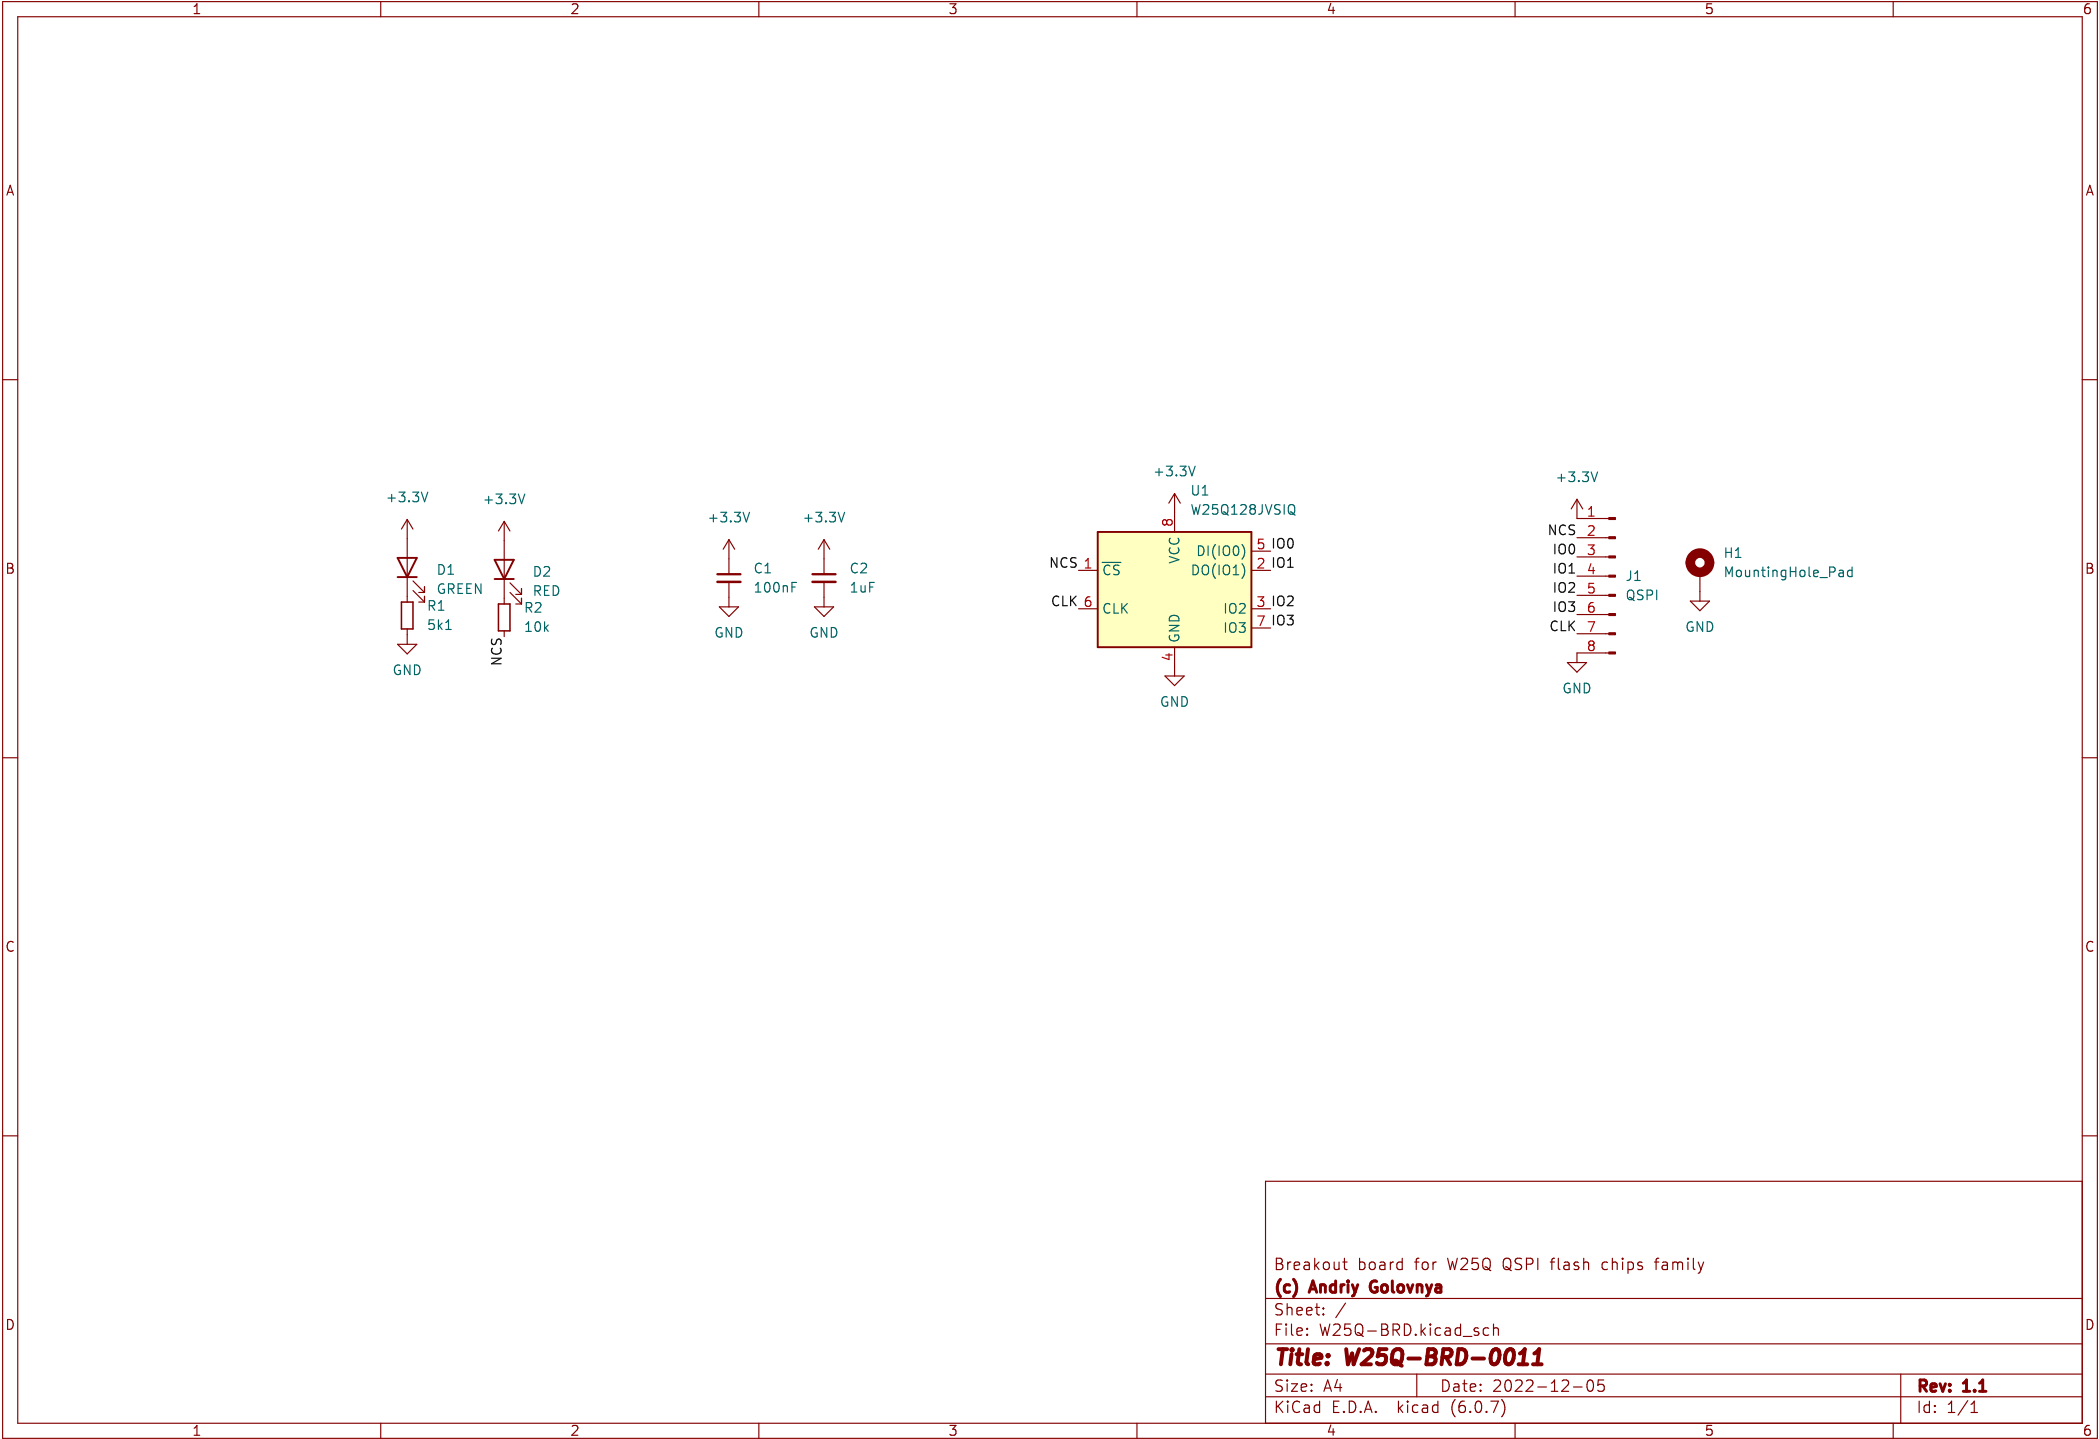 1 2 3 4 5 6
A A
+3.3V
U1
W25Q128JVSIQ
8
VCC
NCS 1 CS
CLK 6 CLK
DI(IO0) 5 IO0
DO(IO1) 2 IO1
IO2 3 IO2
IO3 7 IO3
GND
4
GND
+3.3V
D1
GREEN
R1
5k1
GND
+3.3V
D2
RED
R2
10k
NCS
+3.3V
C1
100nF
GND
+3.3V
C2
1uF
GND
+3.3V
1
NCS 2
IO0 3
IO1 4
IO2 5
IO3 6
CLK 7
8
J1
QSPI
GND
H1
MountingHole_Pad
GND
B B
C C
D D
Breakout board for W25Q QSPI flash chips family
(c) Andriy Golovnya
Sheet: /
File: W25Q-BRD.kicad_sch
Title: W25Q-BRD-0011
Size: A4 Date: 2022-12-05 Rev: 1.1
KiCad E.D.A. kicad (6.0.7) Id: 1/1
1 2 3 4 5 6